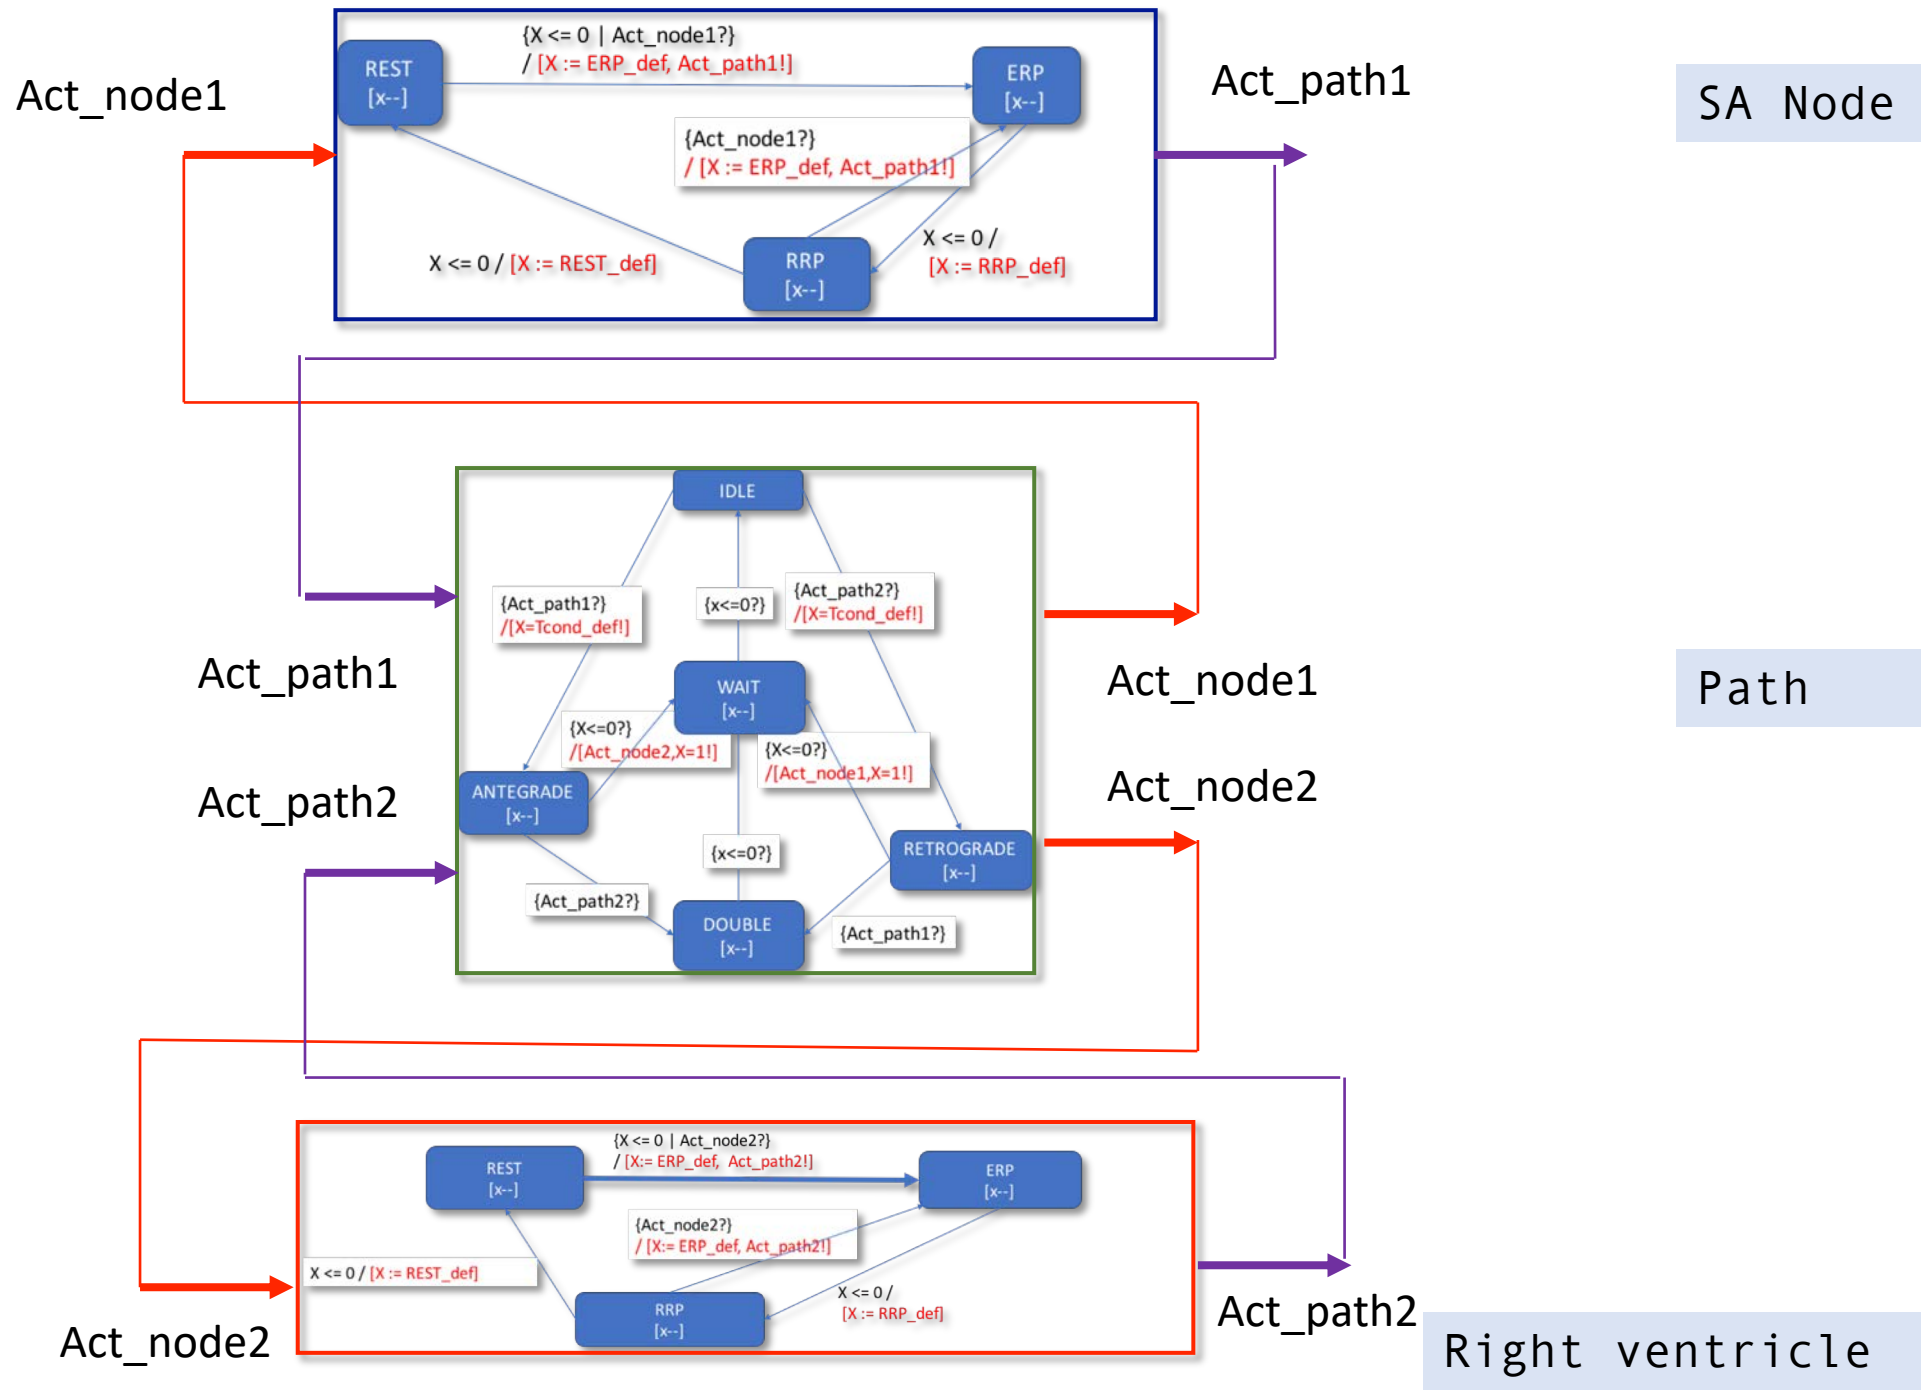 {X <= 0 | Act_node1?}
/ [X := ERP_def, Act_path1!]
REST
[x--]
ERP
[x--]
Act_node1
Act_path1
SA Node
{Act_node1?}
/ [X := ERP_def, Act_path1!]
X <= 0 / [X := REST_def]
RRP
[x--]
X <= 0 /
[X := RRP_def]
IDLE
{Act_path1?}
/[X=Tcond_def!]
{x<=0?}
{Act_path2?}
/[X=Tcond_def!]
Act_path1
WAIT
[x--]
Act_node1
Path
{X<=0?}
/[Act_node2,X=1!]
{X<=0?}
/[Act_node1,X=1!]
Act_path2
ANTEGRADE
[x--]
Act_node2
{x<=0?}
RETROGRADE
[x--]
{Act_path2?}
DOUBLE
[x--]
{Act_path1?}
{X <= 0 | Act_node2?}
/ [X:= ERP_def, Act_path2!]
REST
[x--]
ERP
[x--]
{Act_node2?}
/ [X:= ERP_def, Act_path2!]
X <= 0 / [X := REST_def]
RRP
[x--]
X <= 0 /
[X := RRP_def]
Act_node2
Act_path2
Right ventricle